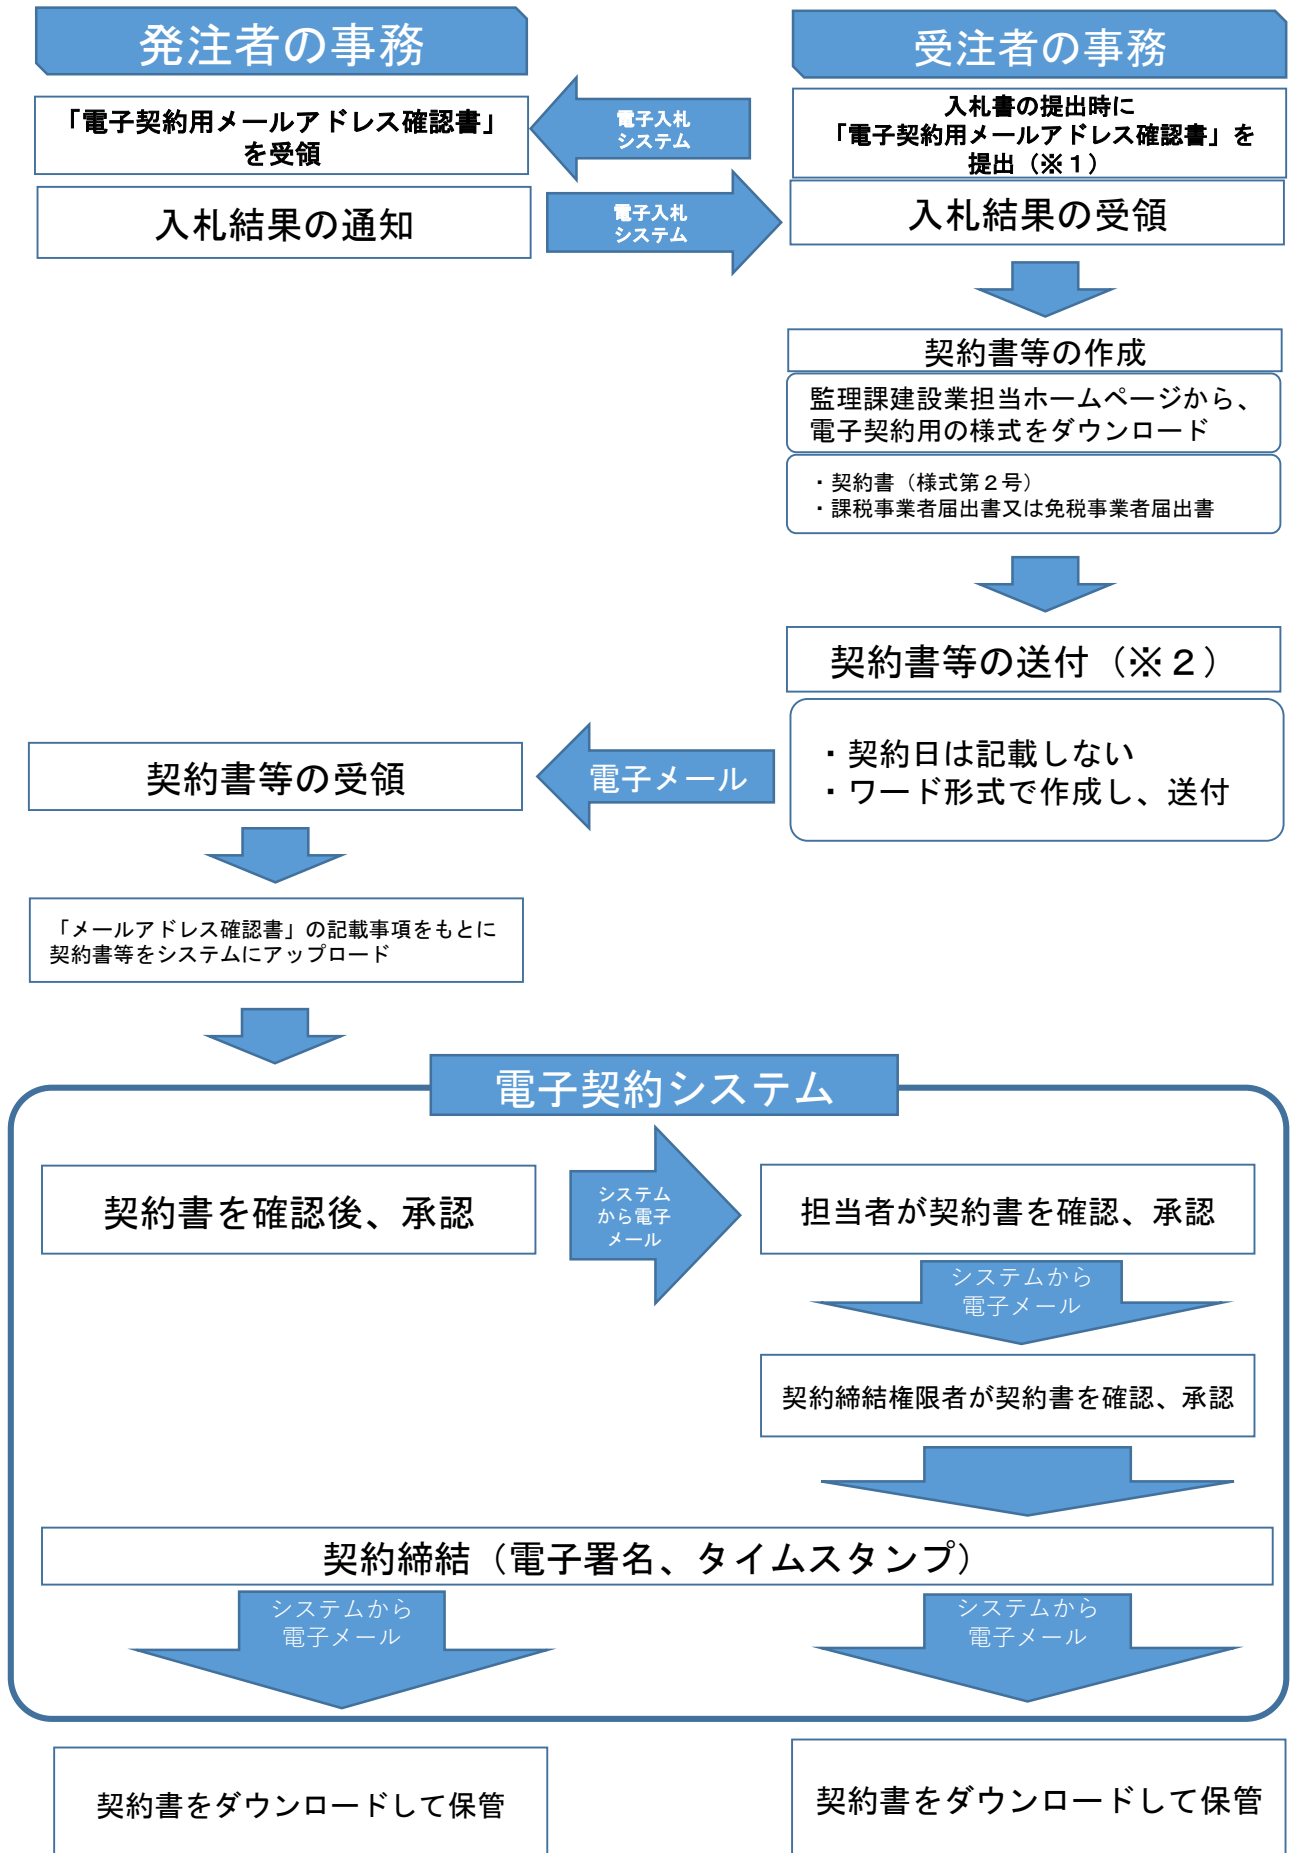 発注者の事務
受注者の事務
「電子契約用メールアドレス確認書」
を受領
電子入札
システム
入札書の提出時に
「電子契約用メールアドレス確認書」を
提出（※１）
入札結果の通知
電子入札
システム
入札結果の受領
契約書等の作成
監理課建設業担当ホームページから、
電子契約用の様式をダウンロード
・契約書（様式第２号）
・課税事業者届出書又は免税事業者届出書
契約書等の送付（※２）
・契約日は記載しない
・ワード形式で作成し、送付
電子メール
契約書等の受領
「メールアドレス確認書」の記載事項をもとに
契約書等をシステムにアップロード
電子契約システム
契約書を確認後、承認
システム
から電子
メール
担当者が契約書を確認、承認
システムから
電子メール
契約締結権限者が契約書を確認、承認
契約締結（電子署名、タイムスタンプ）
システムから
電子メール
システムから
電子メール
契約書をダウンロードして保管
契約書をダウンロードして保管